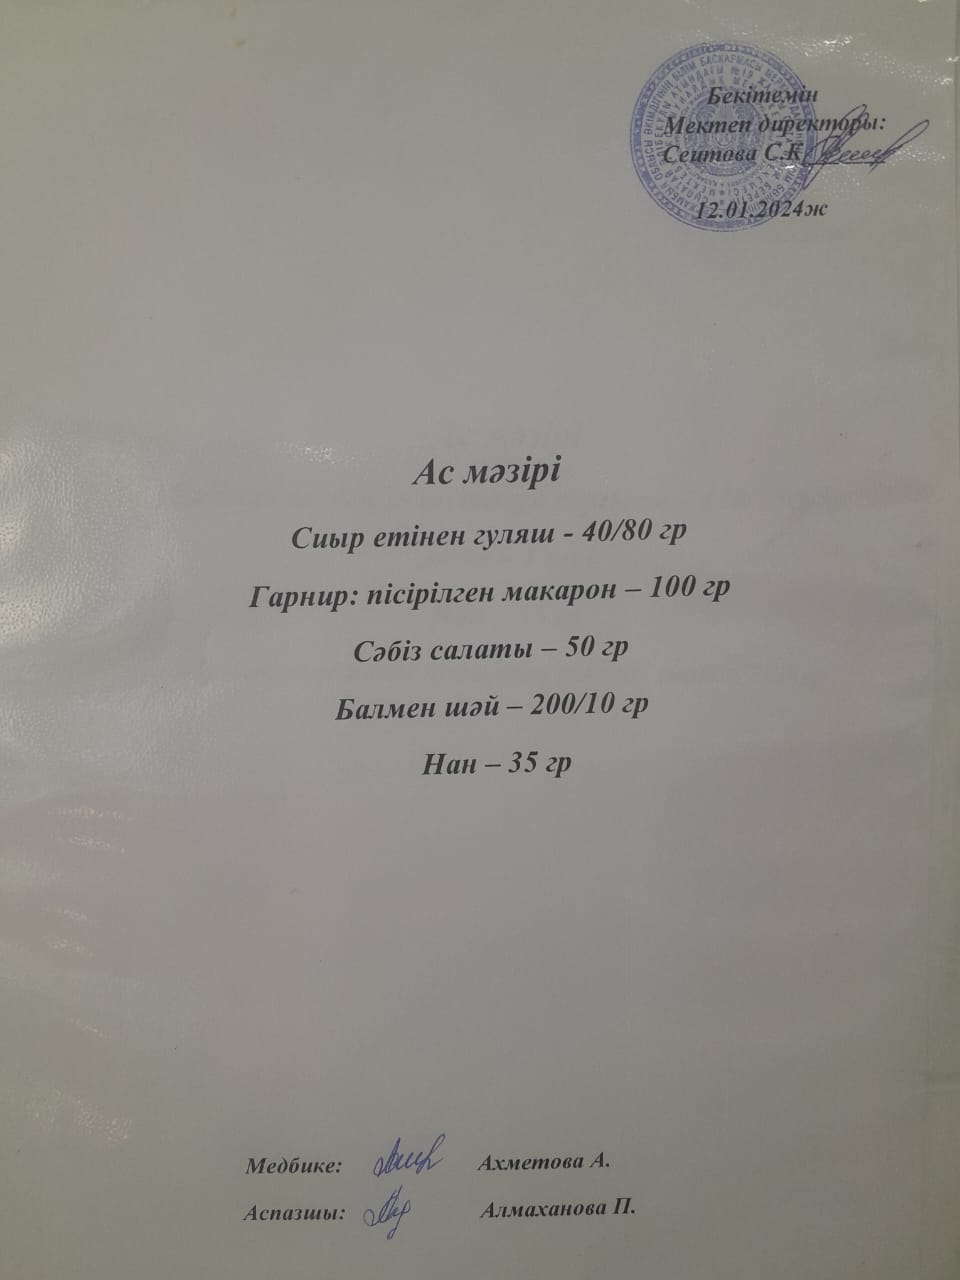 Бекітемін
Мектеп директоры:
Сеитова С.К
12.01.2024ж
Ас мәзірі
Сиыр етінен гуляш - 40/80 гр
Гарнир: пісірілген макарон – 100 гр
Сәбіз салаты – 50 гр
Балмен шәй – 200/10 гр
Нан – 35 гр
Медбике: Ахметова А.
Аспазшы: Алмаханова П.